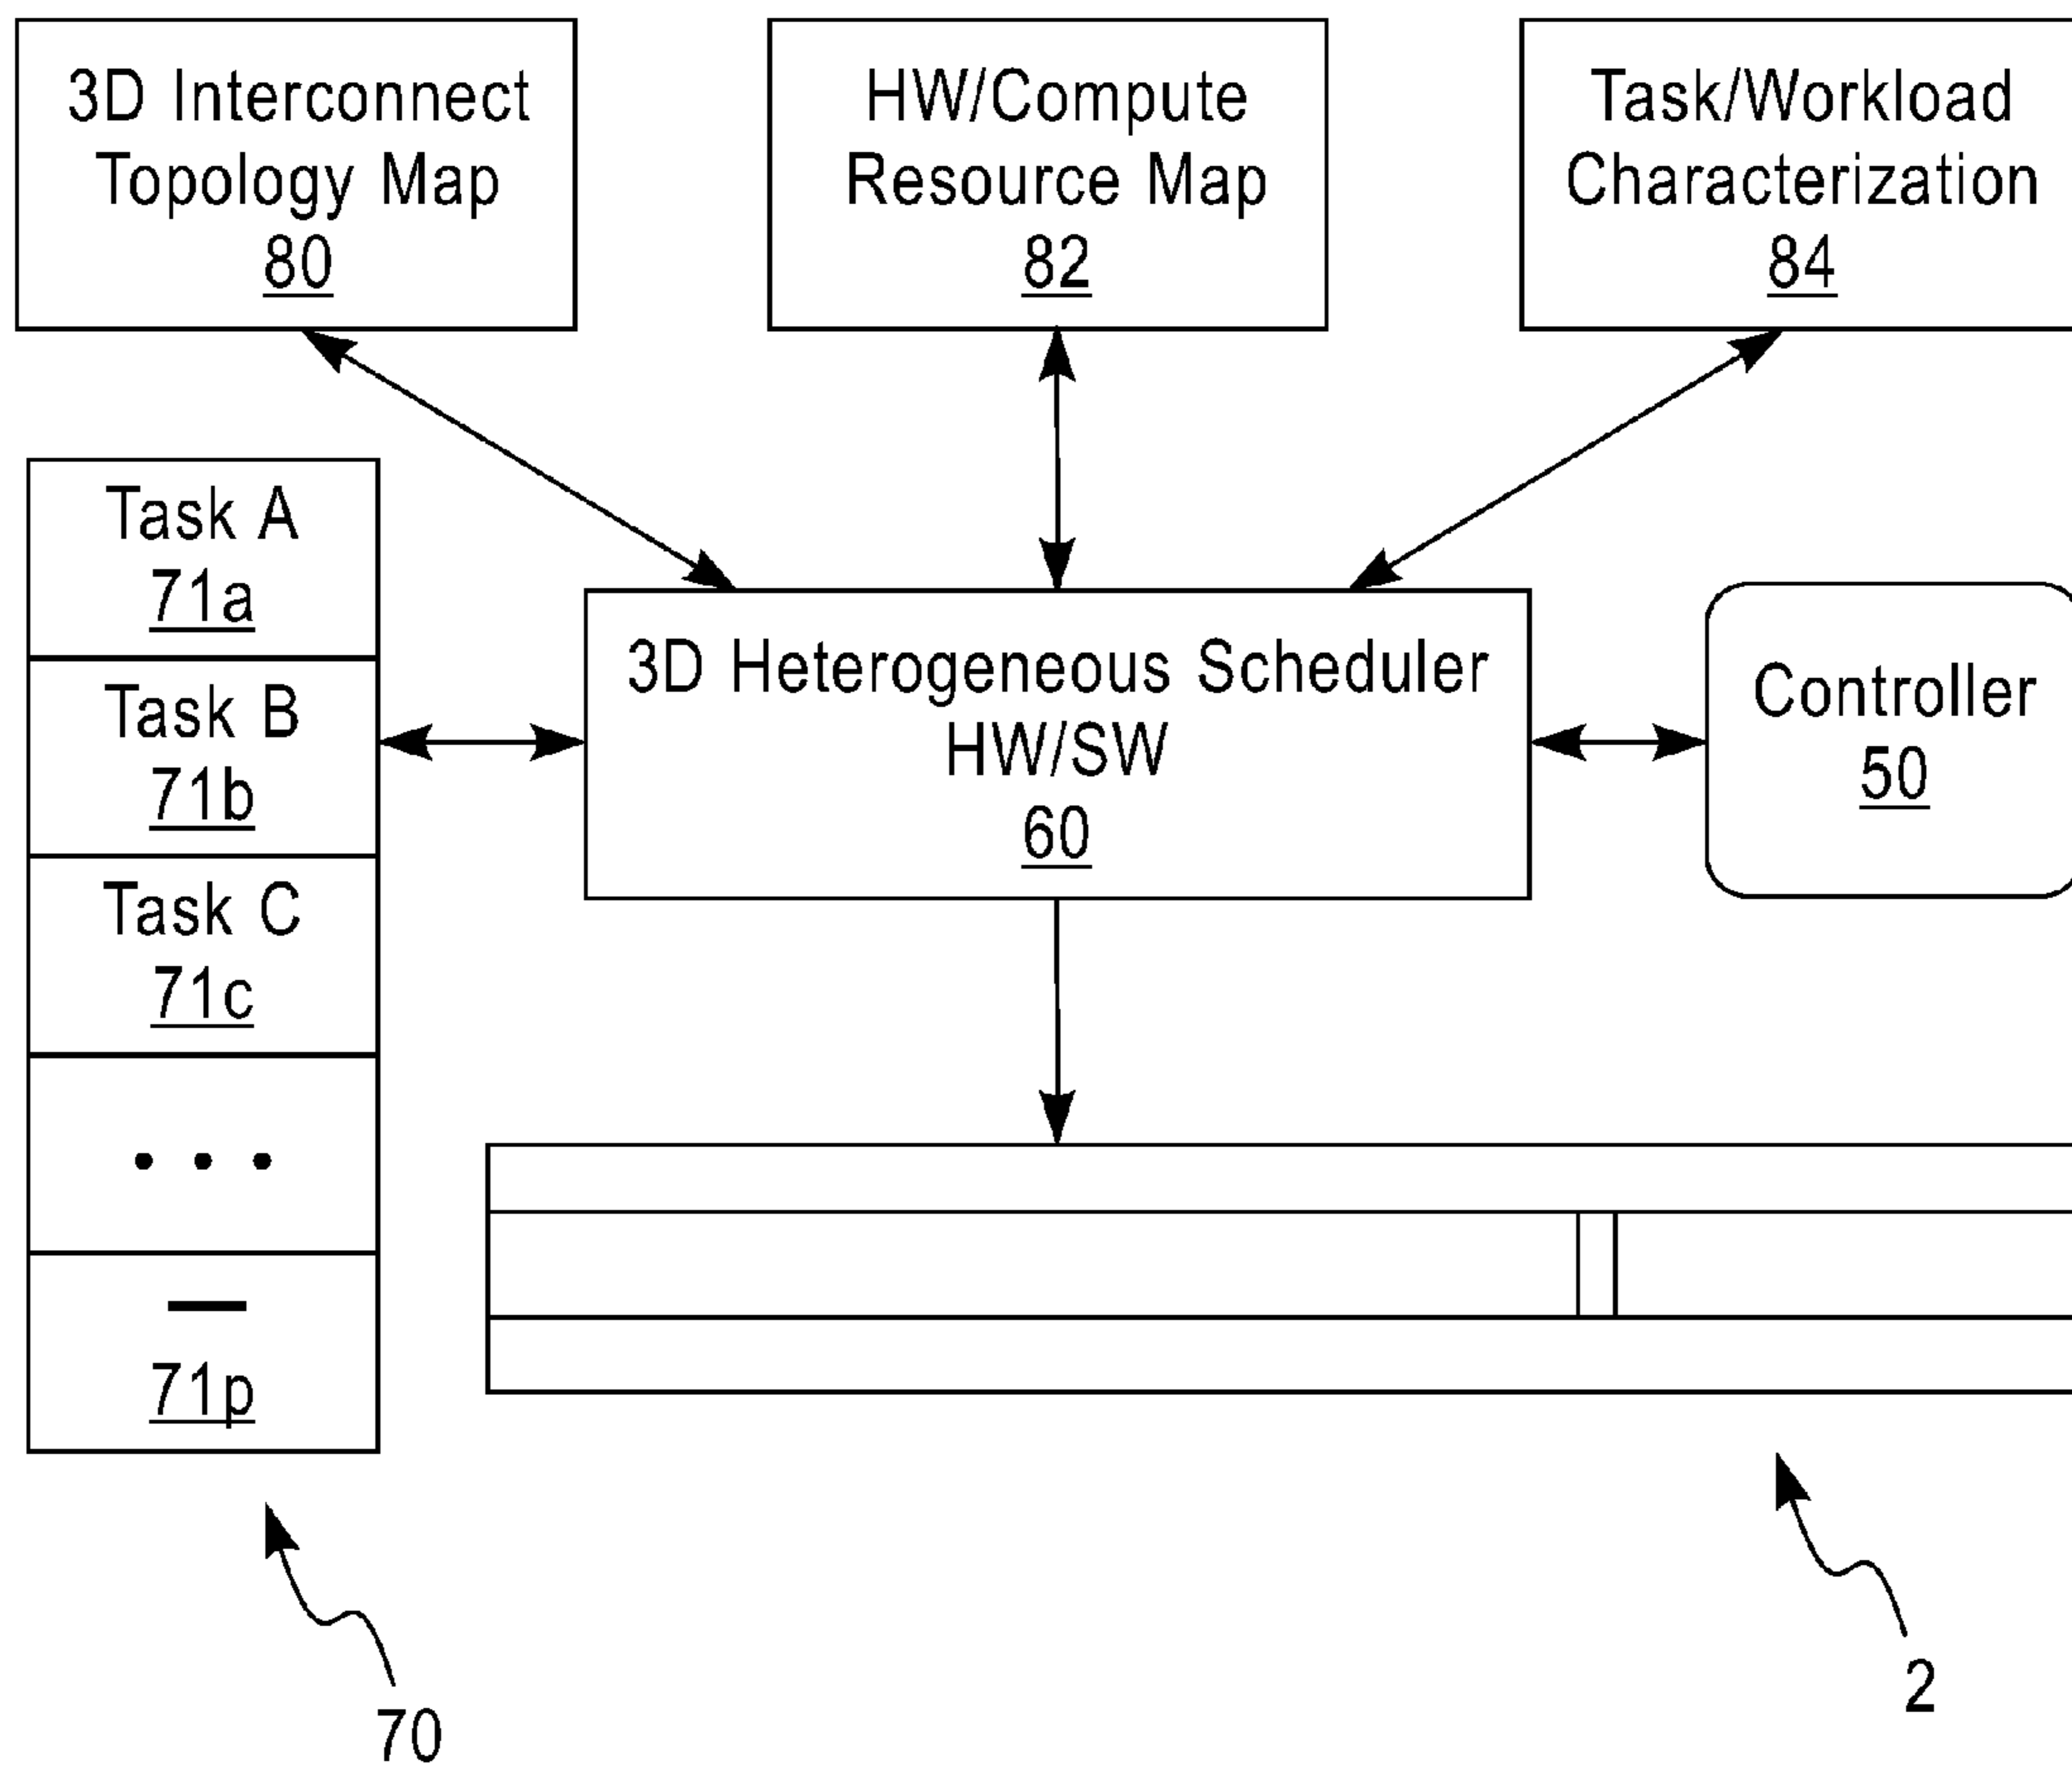 3D Interconnect
Topology Map
80
HW/Compute
Resource Map
82
Task/Workload
Characterization
84
Task A
71a
Task B
71b
Task C
71c
• • •
—
71p
3D Heterogeneous Scheduler
HW/SW
60
Controller
50
70
2